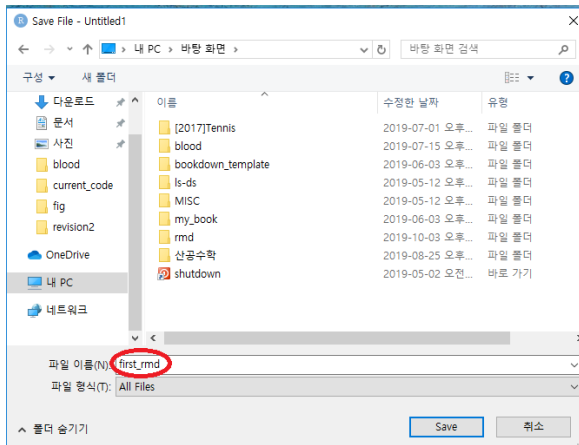 Save File - Untitled1
내 PC › 바탕 화면 ›
바탕 화면 검색
구성 새 폴더
다운로드
문서
사진
blood
current_code
fig
revision2
OneDrive
내 PC
네트워크
이름 수정한 날짜 유형
[2017]Tennis 2019-07-01 오후... 파일 폴더
blood 2019-07-15 오후... 파일 폴더
bookdown_template 2019-06-03 오후... 파일 폴더
ls-ds 2019-05-12 오후... 파일 폴더
MISC 2019-05-12 오후... 파일 폴더
my_book 2019-06-03 오후... 파일 폴더
rmd 2019-10-03 오후... 파일 폴더
산공수학 2019-08-25 오후... 파일 폴더
shutdown 2019-05-02 오전... 바로 가기
파일 이름(N): first_rmd
파일 형식(T): All Files
폴더 숨기기
Save 취소